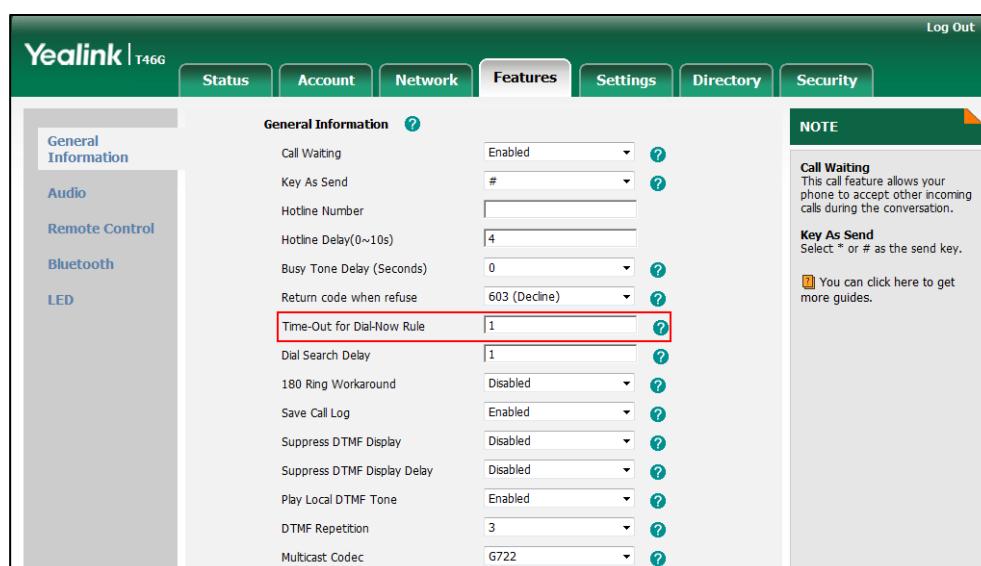 Log Out
Yealink T46G
Status Account Network Features Settings Directory Security
General
Information
Audio
Remote Control
Bluetooth
LED
General Information ?
Call Waiting Enabled ?
Key As Send # ?
Hotline Number
Hotline Delay(0~10s) 4
Busy Tone Delay (Seconds) 0 ?
Return code when refuse 603 (Decline) ?
Time-Out for Dial-Now Rule 1 ?
Dial Search Delay 1 ?
180 Ring Workaround Disabled ?
Save Call Log Enabled ?
Suppress DTMF Display Disabled ?
Suppress DTMF Display Delay Disabled ?
Play Local DTMF Tone Enabled ?
DTMF Repetition 3 ?
Multicast Codec G722 ?
NOTE
Call Waiting
This call feature allows your
phone to accept other incoming
calls during the conversation.
Key As Send
Select * or # as the send key.
? You can click here to get
more guides.